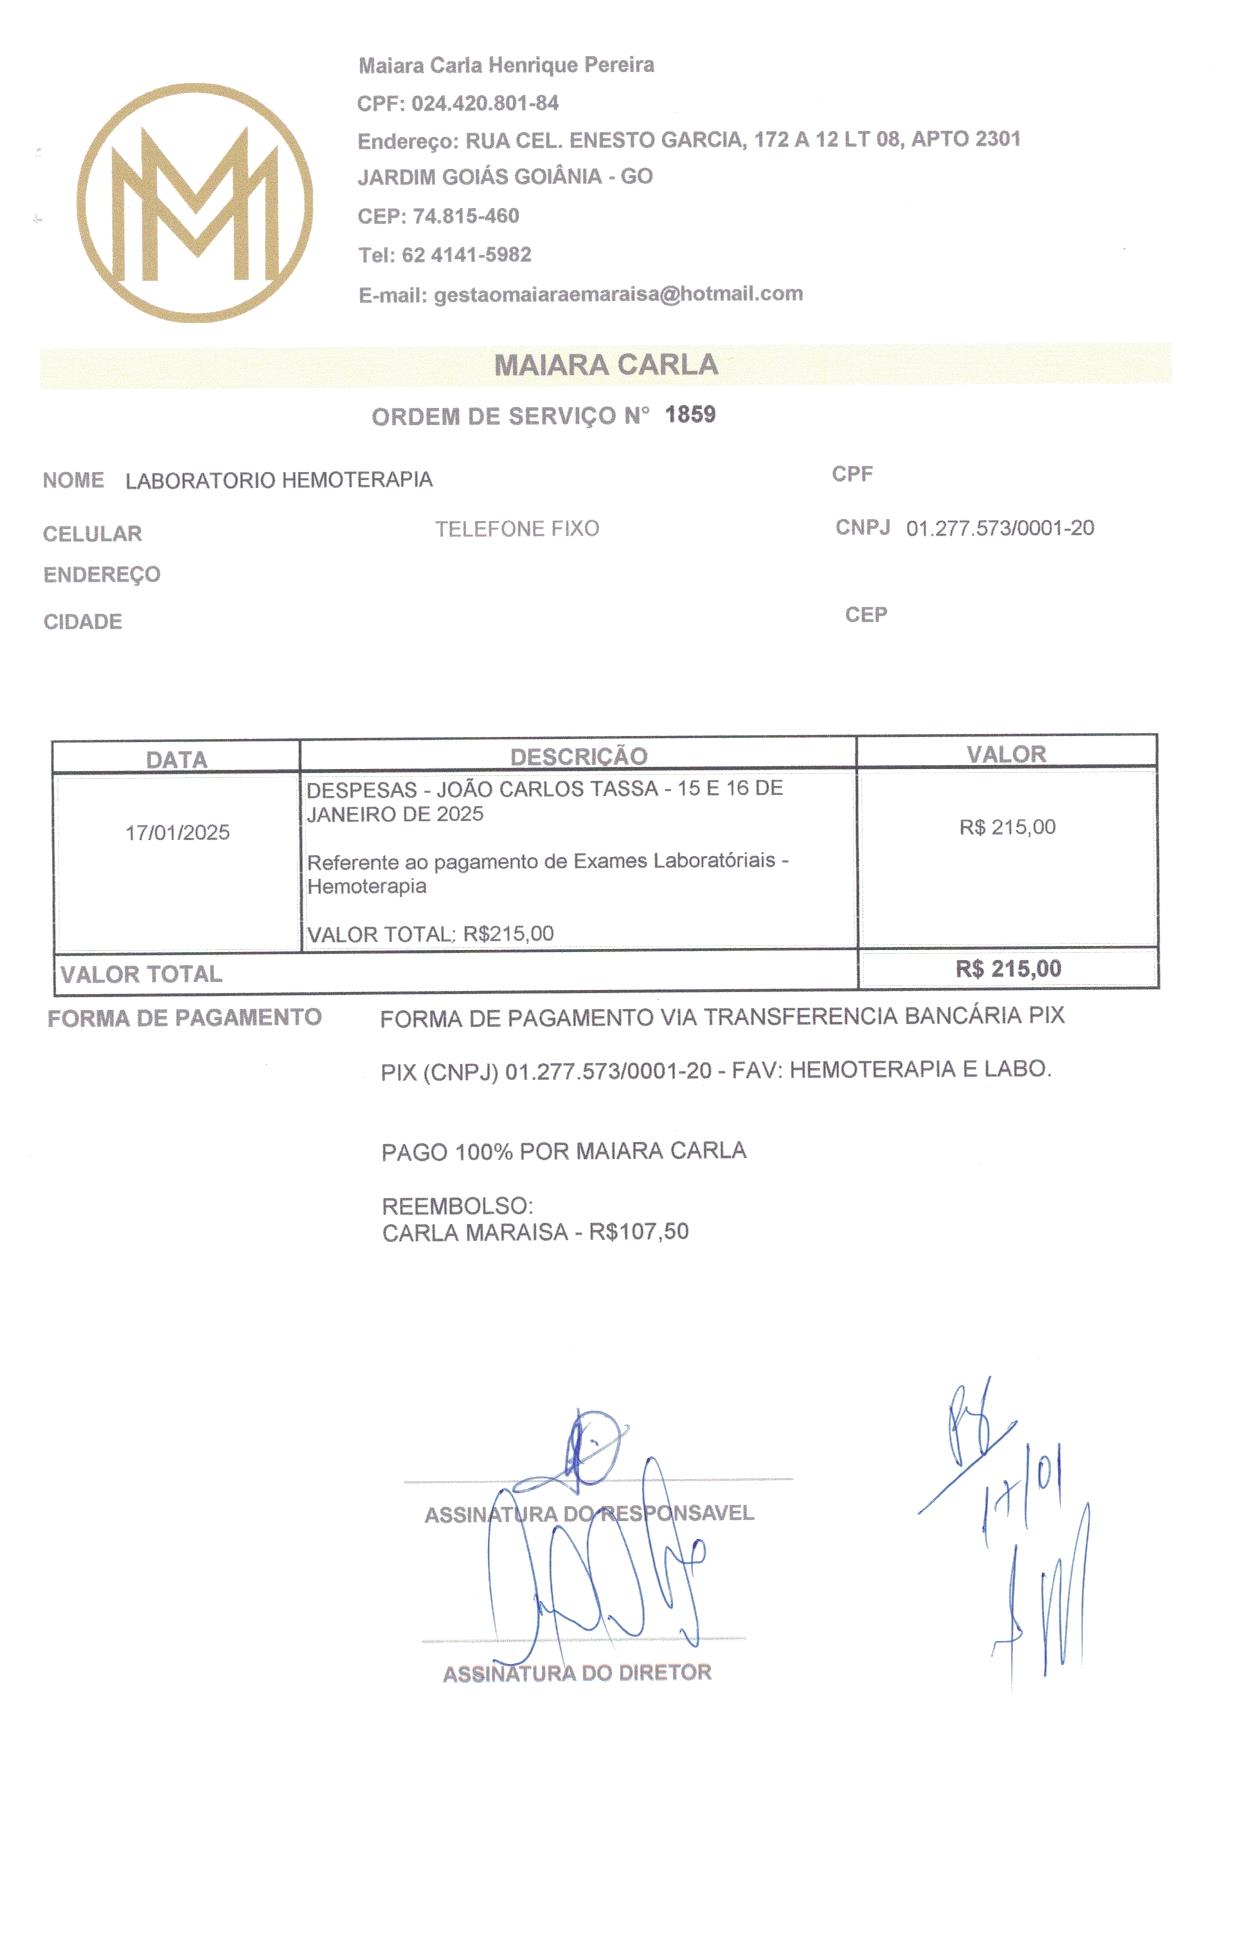 Maiara Carla Henrique Pereira
CPF: 024.420.801-84
Endereço: RUA CEL. ENESTO GARCIA, 172 A 12 LT 08, APTO 2301
JARDIM GOIÁS GOIÂNIA - GO
CEP: 74.815-460
Tel: 62 4141-5982
E-mail: gestaomaiaraemaraisa@hotmail.com
MAIARA CARLA
ORDEM DE SERVIÇO N° 1859
NOME LABORATORIO HEMOTERAPIA CPF
CELULAR TELEFONE FIXO CNPJ 01.277.573/0001-20
ENDEREÇO
CIDADE CEP
DATA DESCRIÇÃO VALOR
DESPESAS - JOÃO CARLOS TASSA - 15 E 16 DE
JANEIRO DE 2025
17/01/2025 R$ 215,00
Referente ao pagamento de Exames Laboratóriais -
Hemoterapia
VALOR TOTAL: R$215,00
VALOR TOTAL R$ 215,00
FORMA DE PAGAMENTO FORMA DE PAGAMENTO VIA TRANSFERENCIA BANCÁRIA PIX
PIX (CNPJ) 01.277.573/0001-20 - FAV: HEMOTERAPIA E LABO.
PAGO 100% POR MAIARA CARLA
REEMBOLSO:
CARLA MARAISA - R$107,50
17/01
ASSINATURA DO RESPONSAVEL
ASSINATURA DO DIRETOR